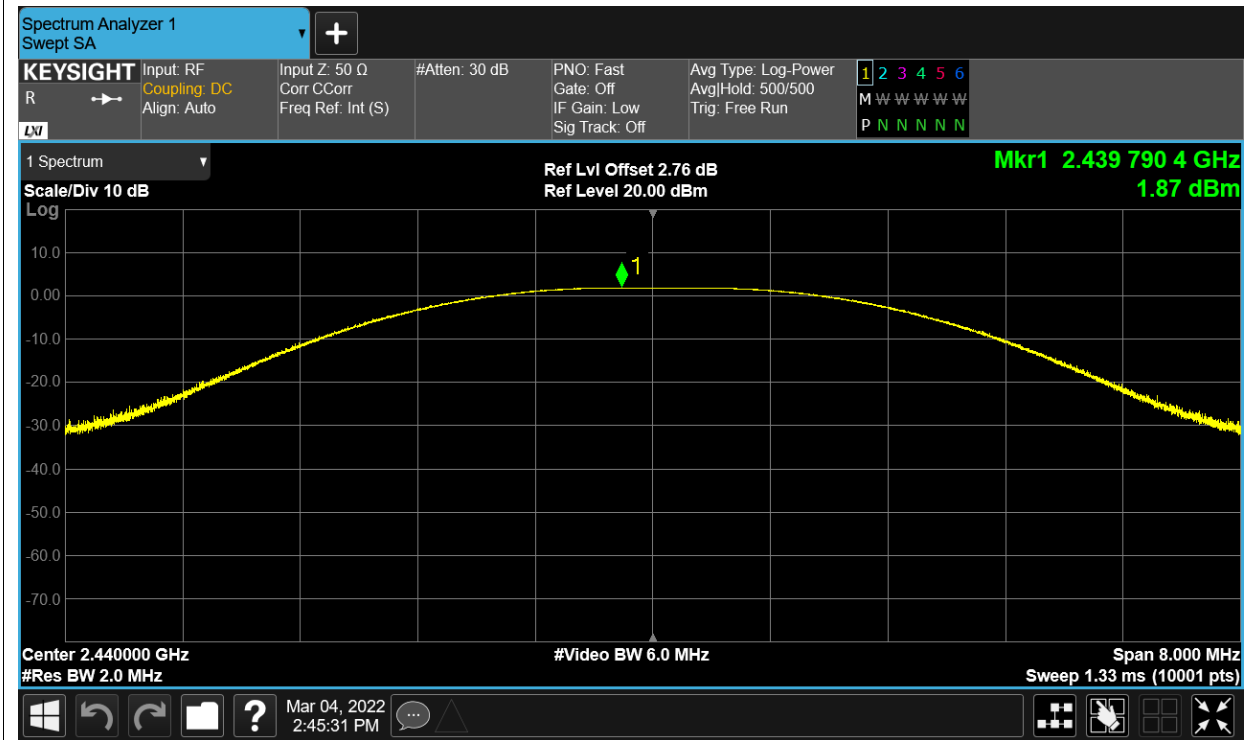 Spectrum Analyzer 1
Swept SA
KEYSIGHT
R
LXI
Input: RF
Coupling: DC
Align: Auto
Input Z: 50 Ω
Corr CCorr
Freq Ref: Int (S)
#Atten: 30 dB
PNO: Fast
Gate: Off
IF Gain: Low
Sig Track: Off
Avg Type: Log-Power
Avg|Hold: 500/500
Trig: Free Run
1 2 3 4 5 6
M W W W W W
P N N N N N
1 Spectrum
Scale/Div 10 dB
Ref Lvl Offset 2.76 dB
Ref Level 20.00 dBm
Mkr1 2.439 790 4 GHz
1.87 dBm
Log
10.0
0.00
-10.0
-20.0
-30.0
-40.0
-50.0
-60.0
-70.0
1
Center 2.440000 GHz
#Res BW 2.0 MHz
#Video BW 6.0 MHz
Span 8.000 MHz
Sweep 1.33 ms (10001 pts)
?
Mar 04, 2022
2:45:31 PM